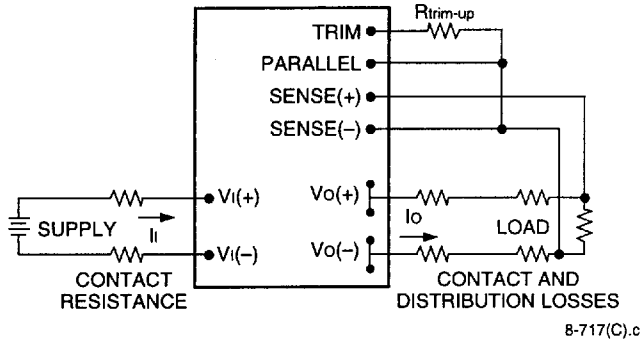 TRIM
Rtrim-up
PARALLEL
SENSE(+)
SENSE(–)
VI(+)
VO(+)
IO
SUPPLY
II
LOAD
VI(–)
VO(–)
CONTACT
RESISTANCE
CONTACT AND
DISTRIBUTION LOSSES
8-717(C).c